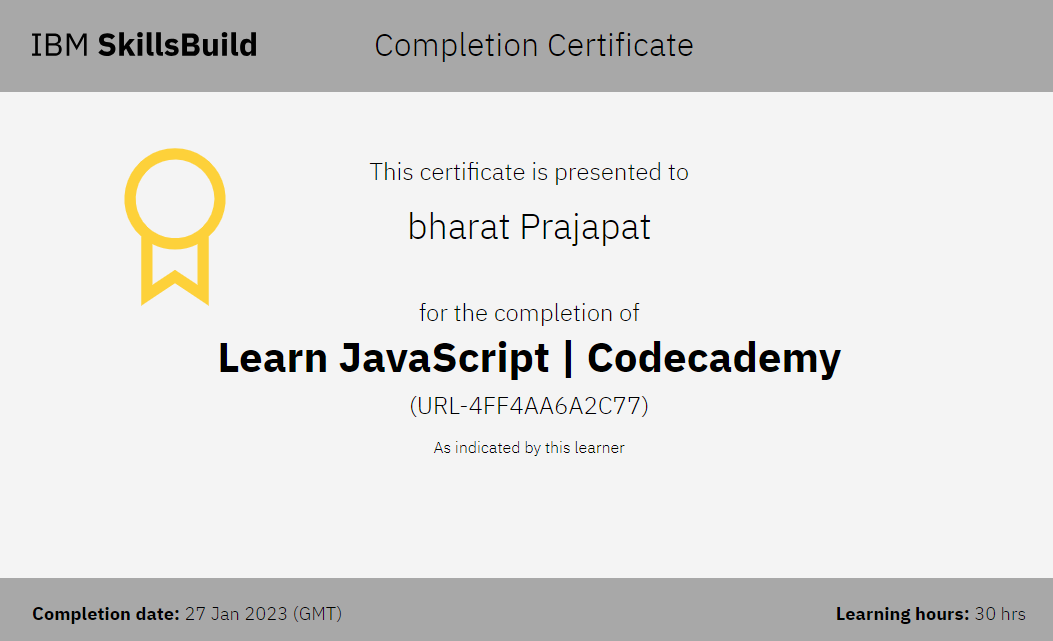 IBM SkillsBuild
Completion Certificate
This certificate is presented to
bharat Prajapat
for the completion of
Learn JavaScript | Codecademy
(URL-4FF4AA6A2C77)
As indicated by this learner
Completion date: 27 Jan 2023 (GMT)
Learning hours: 30 hrs